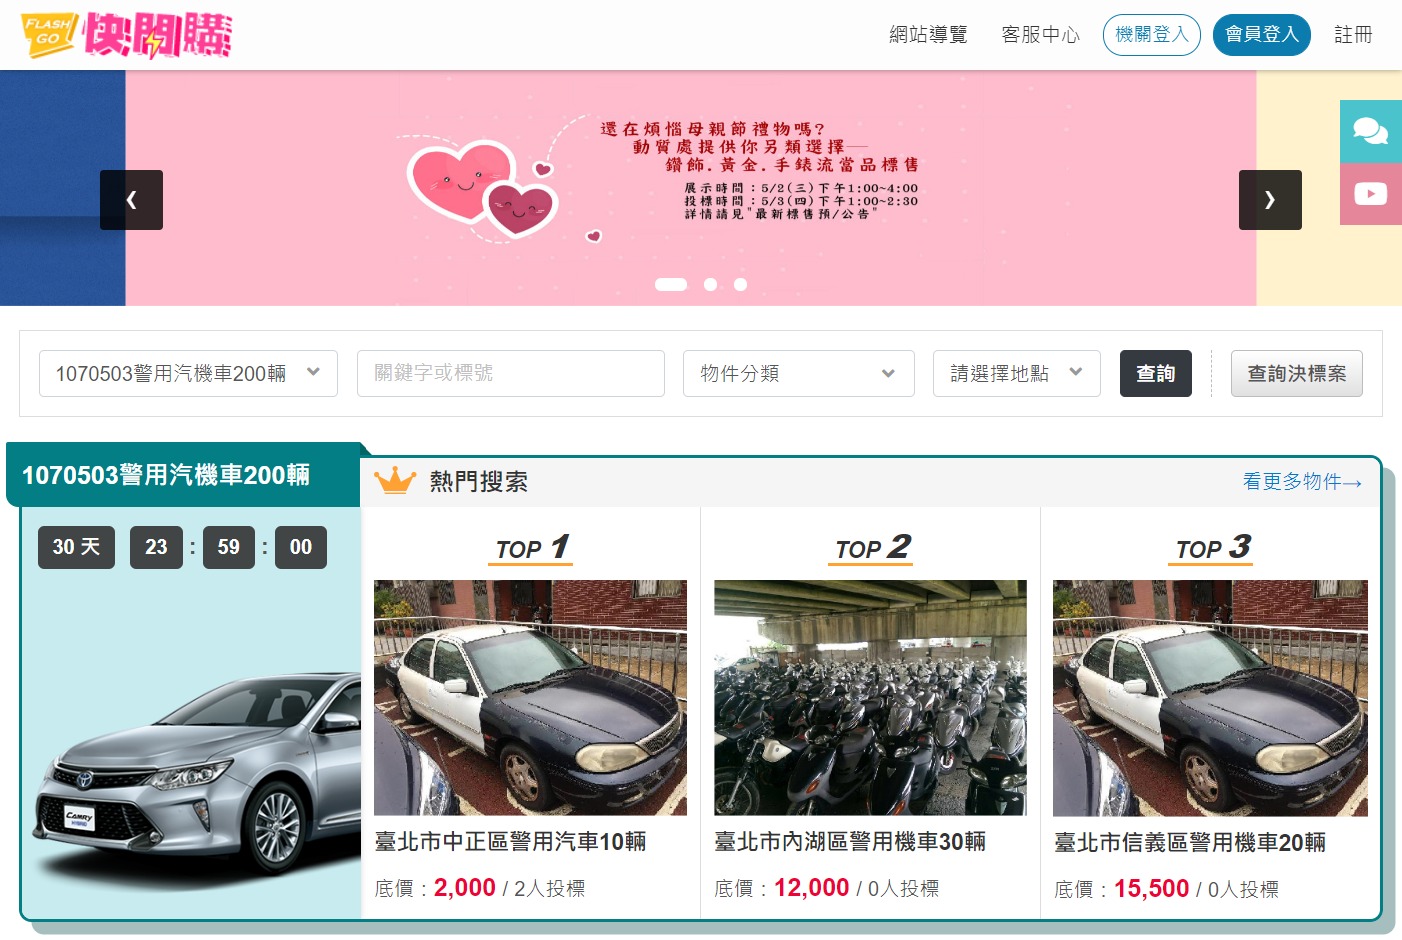 FLASH GO 快閃購
網站導覽 客服中心 機關登入 會員登入 註冊
還在煩惱母親節禮物嗎?
動質處提供你另類選擇—
鑽飾.黃金.手錶流當品標售
展示時間:5/2(三)下午1:00~4:00
投標時間:5/3(四)下午1:00~2:30
詳情請見"最新標售預/公告"
1070503警用汽機車200輛 關鍵字或標號 物件分類 請選擇地點 查詢 查詢決標案
1070503警用汽機車200輛
熱門搜索 看更多物件→
30 天 23 : 59 : 00
TOP 1 TOP 2 TOP 3
CAMRY
HYBRID
臺北市中正區警用汽車10輛
底價:2,000 / 2人投標
臺北市內湖區警用機車30輛
底價:12,000 / 0人投標
臺北市信義區警用機車20輛
底價:15,500 / 0人投標